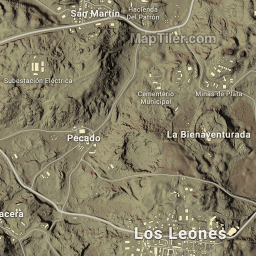 San Martín
Hacienda
Del Patrón
MapTiler.com
Subestación Eléctrica
Cementerio
Municipal
Minas de Plata
La Bienaventurada
Pecado
acera
Los Leones